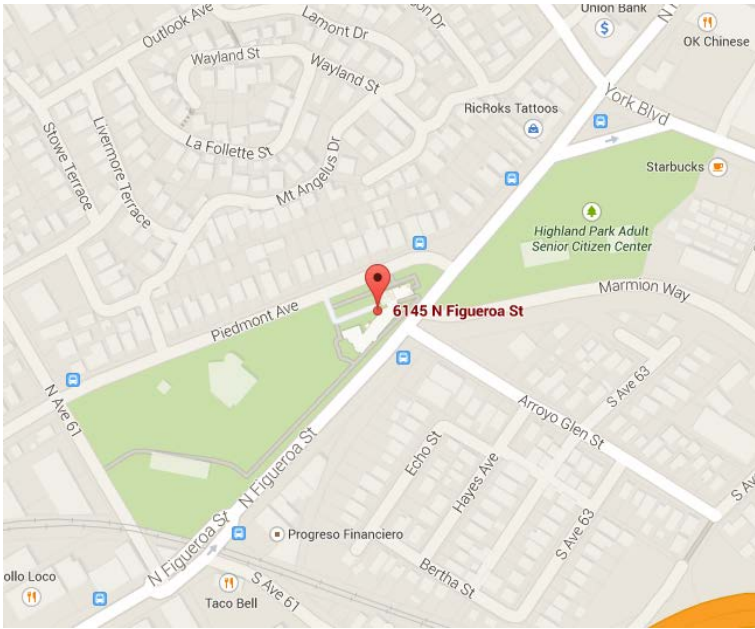 Union Bank
OK Chinese
Outlook Ave
Lamont Dr
Wayland St
Wayland St
York Blvd
RicRoks Tattoos
Stowe Terrace
Livermore Terrace
La Follette St
Mt Angelus Dr
Starbucks
Highland Park Adult
Senior Citizen Center
Marmion Way
6145 N Figueroa St
Piedmont Ave
N Ave 61
S Ave 63
Arroyo Glen St
Echo St
Hayes Ave
N Figueroa St
S Ave 63
Progreso Financiero
N Figueroa St
Bertha St
ollo Loco
S Ave 61
Taco Bell